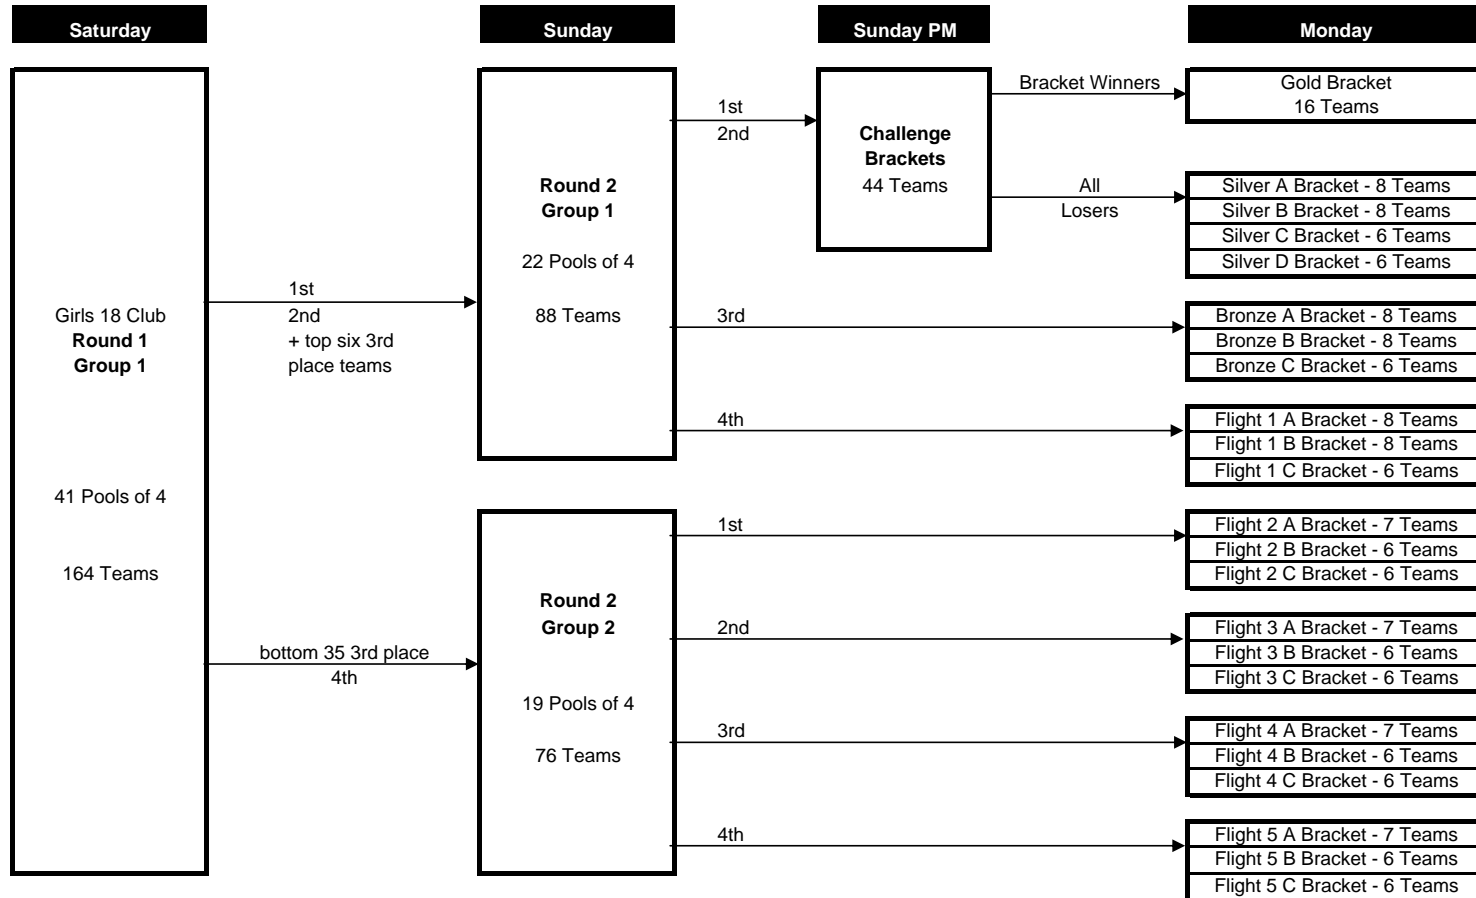 Saturday
Sunday
Sunday PM
Monday
Girls 18 Club
Round 1
Group 1
41 Pools of 4
164 Teams
1st
2nd
+ top six 3rd
place teams
bottom 35 3rd place
4th
Round 2
Group 1
22 Pools of 4
88 Teams
1st
2nd
3rd
4th
Round 2
Group 2
19 Pools of 4
76 Teams
1st
2nd
3rd
4th
Challenge
Brackets
44 Teams
Bracket Winners
All
Losers
Gold Bracket
16 Teams
Silver A Bracket - 8 Teams
Silver B Bracket - 8 Teams
Silver C Bracket - 6 Teams
Silver D Bracket - 6 Teams
Bronze A Bracket - 8 Teams
Bronze B Bracket - 8 Teams
Bronze C Bracket - 6 Teams
Flight 1 A Bracket - 8 Teams
Flight 1 B Bracket - 8 Teams
Flight 1 C Bracket - 6 Teams
Flight 2 A Bracket - 7 Teams
Flight 2 B Bracket - 6 Teams
Flight 2 C Bracket - 6 Teams
Flight 3 A Bracket - 7 Teams
Flight 3 B Bracket - 6 Teams
Flight 3 C Bracket - 6 Teams
Flight 4 A Bracket - 7 Teams
Flight 4 B Bracket - 6 Teams
Flight 4 C Bracket - 6 Teams
Flight 5 A Bracket - 7 Teams
Flight 5 B Bracket - 6 Teams
Flight 5 C Bracket - 6 Teams